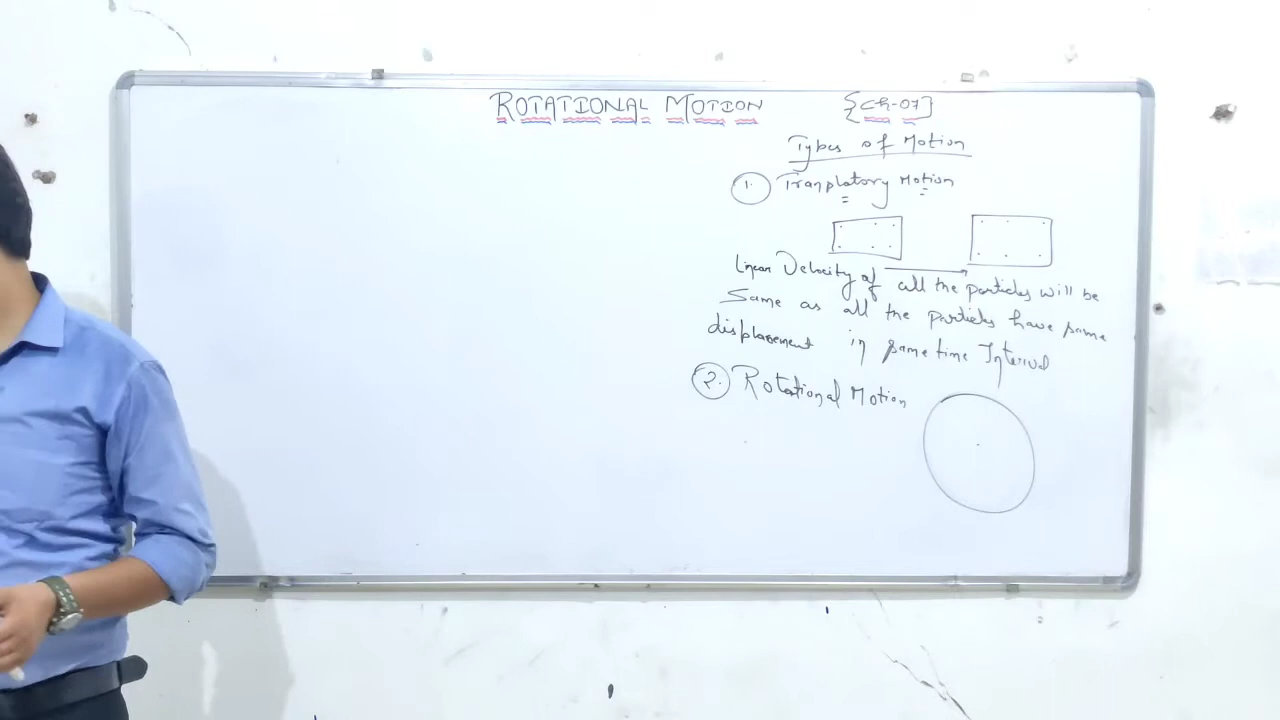 ROTATIONAL MOTION {Ch-07}
Types of Motion
1. Tranplatory Motion
Linear Velocity of all the particles will be
Same as all the particles have same
displacement in same time Interval
2. Rotational Motion